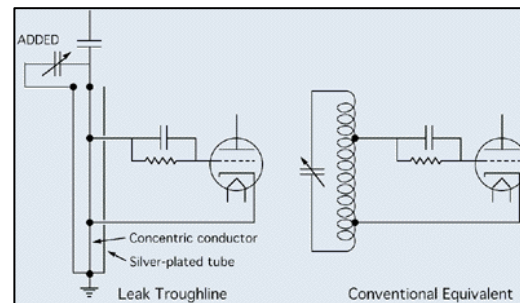 ADDED
Concentric conductor
Silver-plated tube
Leak Troughline
Conventional Equivalent